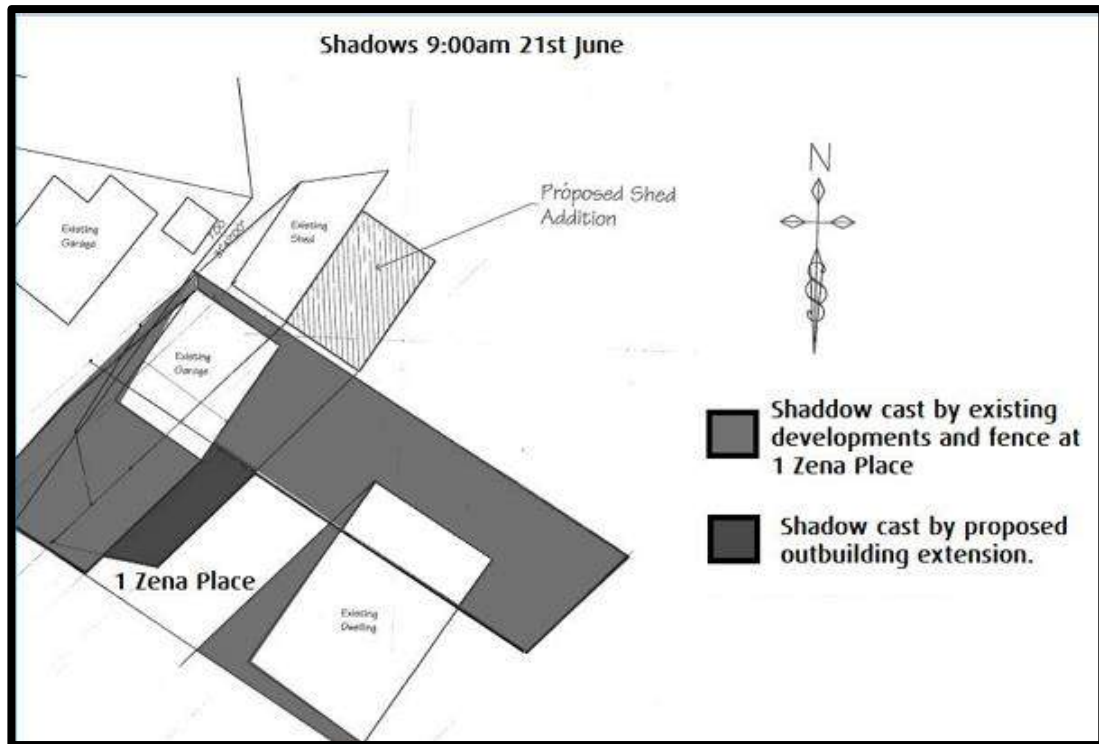 Shadows 9:00am 21st June
N
Proposed Shed
Addition
Existing
Shed
Existing
Garage
Existing
Garage
Shaddow cast by existing
developments and fence at
1 Zena Place
Shadow cast by proposed
outbuilding extension.
1 Zena Place
Existing
Dwelling